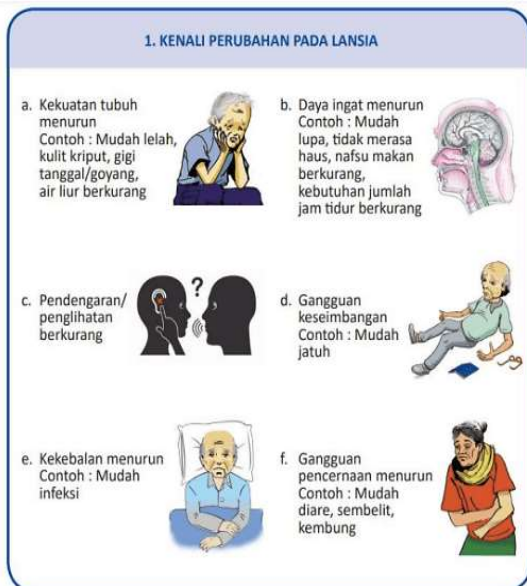 1. KENALI PERUBAHAN PADA LANSIA
a. Kekuatan tubuh
menurun
Contoh : Mudah lelah,
kulit kriput, gigi
tanggal/goyang,
air liur berkurang
b. Daya ingat menurun
Contoh : Mudah
lupa, tidak merasa
haus, nafsu makan
berkurang,
kebutuhan jumlah
jam tidur berkurang
c. Pendengaran/
penglihatan
berkurang
?
d. Gangguan
keseimbangan
Contoh : Mudah
jatuh
e. Kekebalan menurun
Contoh : Mudah
infeksi
f. Gangguan
pencernaan menurun
Contoh : Mudah
diare, sembelit,
kembung